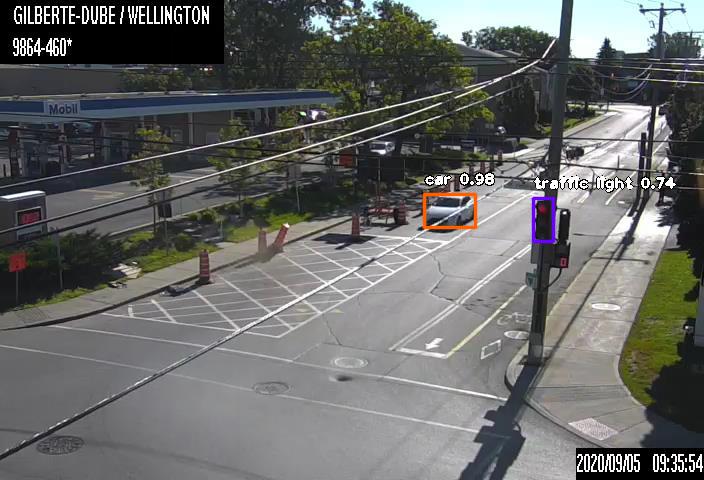 GILBERTE-DUBE / WELLINGTON
9864-460*
Mobil
car 0.98
traffic light 0.74
2020/09/05 09:35:54